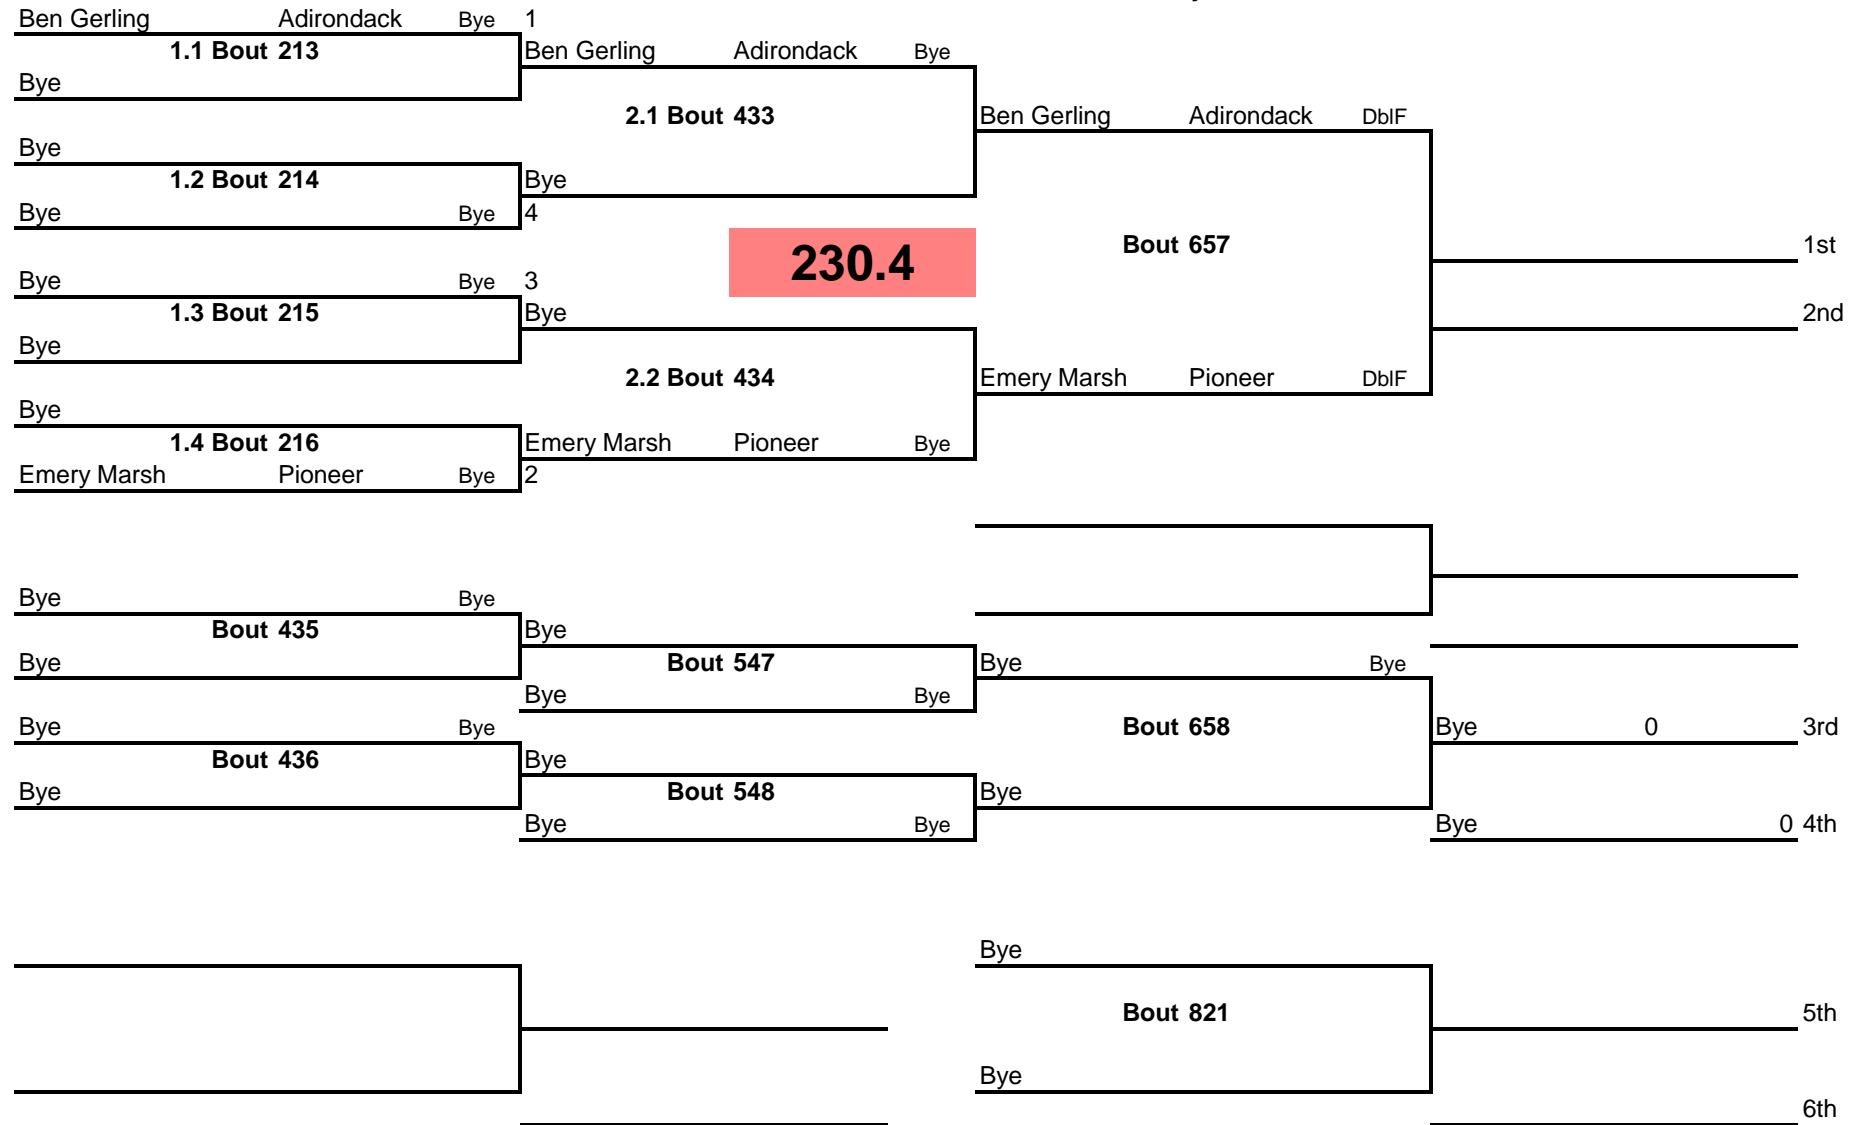 Ben Gerling Adirondack Bye 1
1.1 Bout 213 Ben Gerling Adirondack Bye
Bye
2.1 Bout 433 Ben Gerling Adirondack DblF
Bye
1.2 Bout 214 Bye
Bye Bye 4
230.4 Bout 657 1st
Bye Bye 3
1.3 Bout 215 Bye 2nd
Bye
2.2 Bout 434 Emery Marsh Pioneer DblF
Bye
1.4 Bout 216 Emery Marsh Pioneer Bye
Emery Marsh Pioneer Bye 2
Bye Bye
Bout 435 Bye
Bye Bout 547 Bye Bye
Bye Bye
Bye Bye Bout 658 Bye 0 3rd
Bout 436 Bye
Bye Bout 548 Bye
Bye Bye Bye 0 4th
Bye
Bout 821 5th
Bye
6th